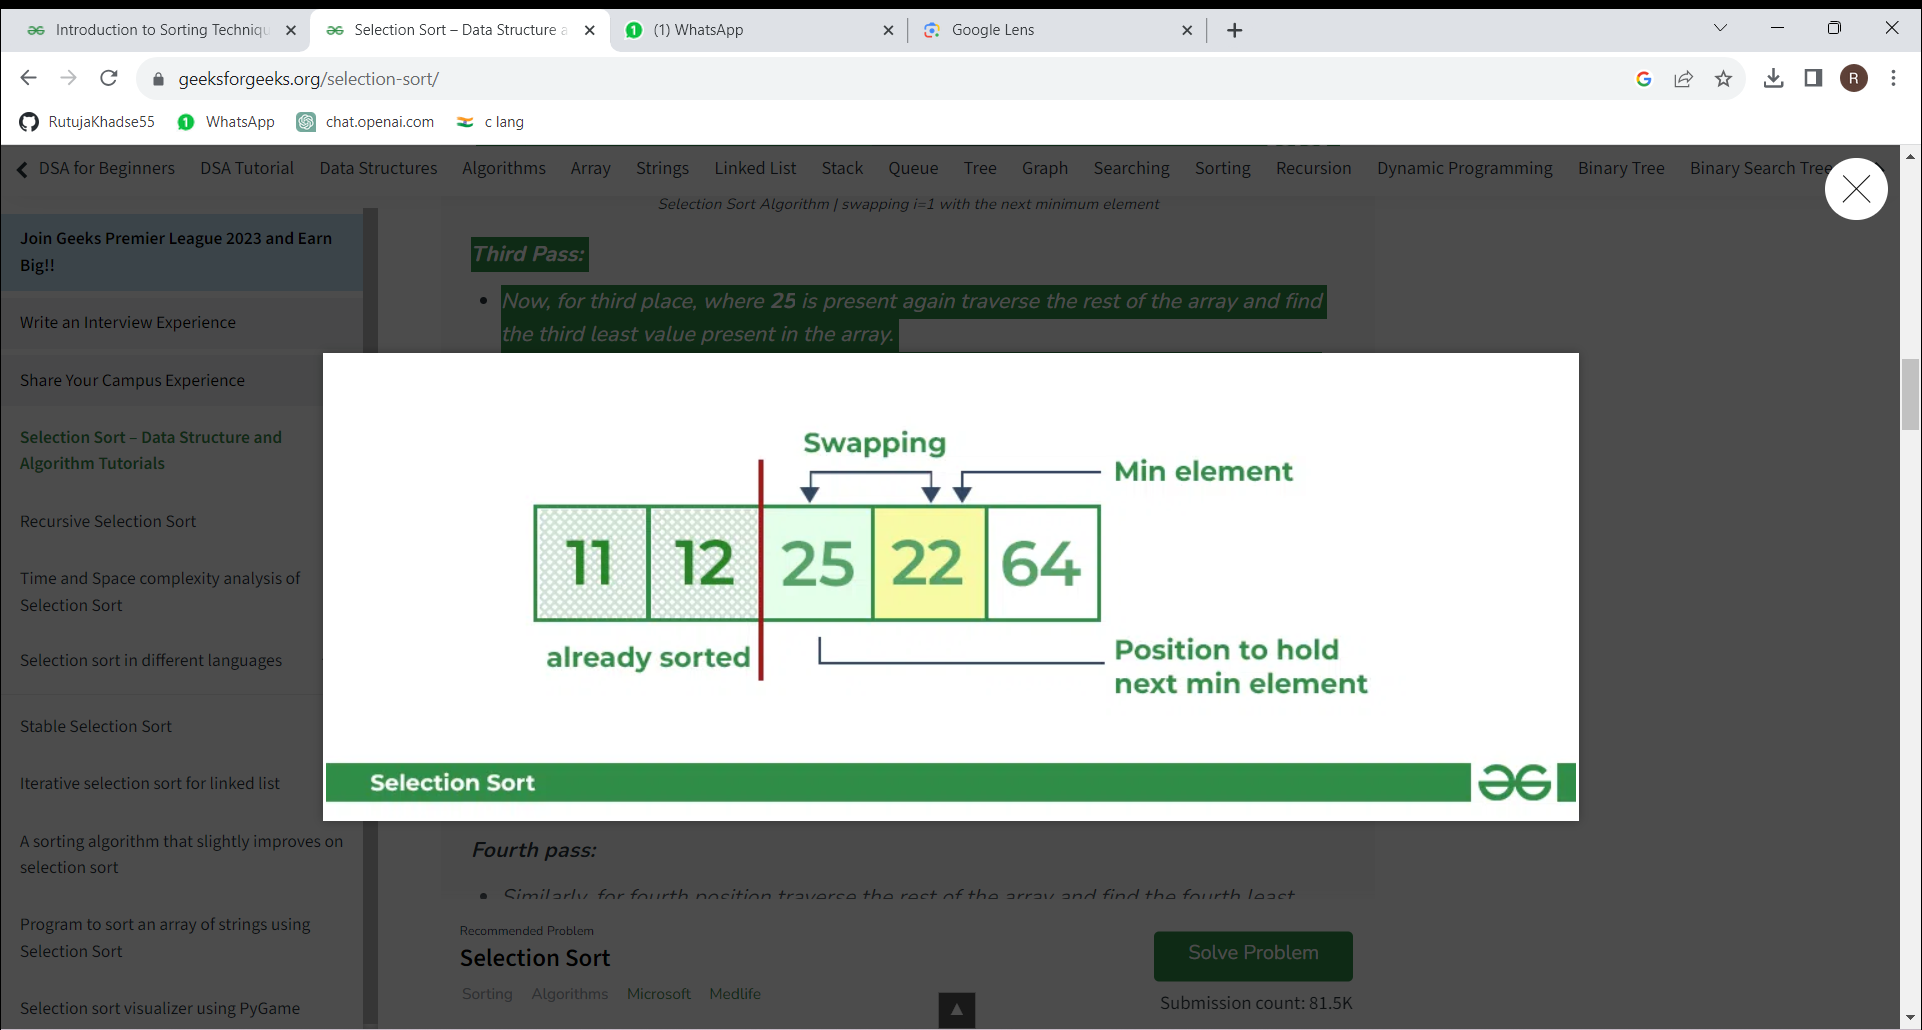 Introduction to Sorting Techniqu
Selection Sort – Data Structure a
(1) WhatsApp
Google Lens
geeksforgeeks.org/selection-sort/
R
RutujaKhadse55
1 WhatsApp
chat.openai.com
c lang
DSA for Beginners
DSA Tutorial
Data Structures
Algorithms
Array
Strings
Linked List
Stack
Queue
Tree
Graph
Searching
Sorting
Recursion
Dynamic Programming
Binary Tree
Binary Search Tree
Join Geeks Premier League 2023 and Earn
Big!!
Write an Interview Experience
Share Your Campus Experience
Selection Sort – Data Structure and
Algorithm Tutorials
Recursive Selection Sort
Time and Space complexity analysis of
Selection Sort
Selection sort in different languages
Stable Selection Sort
Iterative selection sort for linked list
A sorting algorithm that slightly improves on
selection sort
Program to sort an array of strings using
Selection Sort
Selection sort visualizer using PyGame
Selection Sort Algorithm | swapping i=1 with the next minimum element
Third Pass:
Now, for third place, where 25 is present again traverse the rest of the array and find
the third least value present in the array.
Swapping
Min element
11 12 25 22 64
already sorted
Position to hold
next min element
Selection Sort
Fourth pass:
Similarly, for fourth position traverse the rest of the array and find the fourth least
Recommended Problem
Selection Sort
Solve Problem
Sorting Algorithms Microsoft Medlife
Submission count: 81.5K